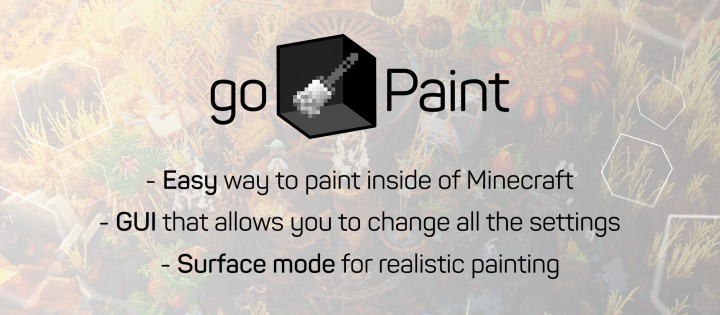 go Paint
- Easy way to paint inside of Minecraft
- GUI that allows you to change all the settings
- Surface mode for realistic painting